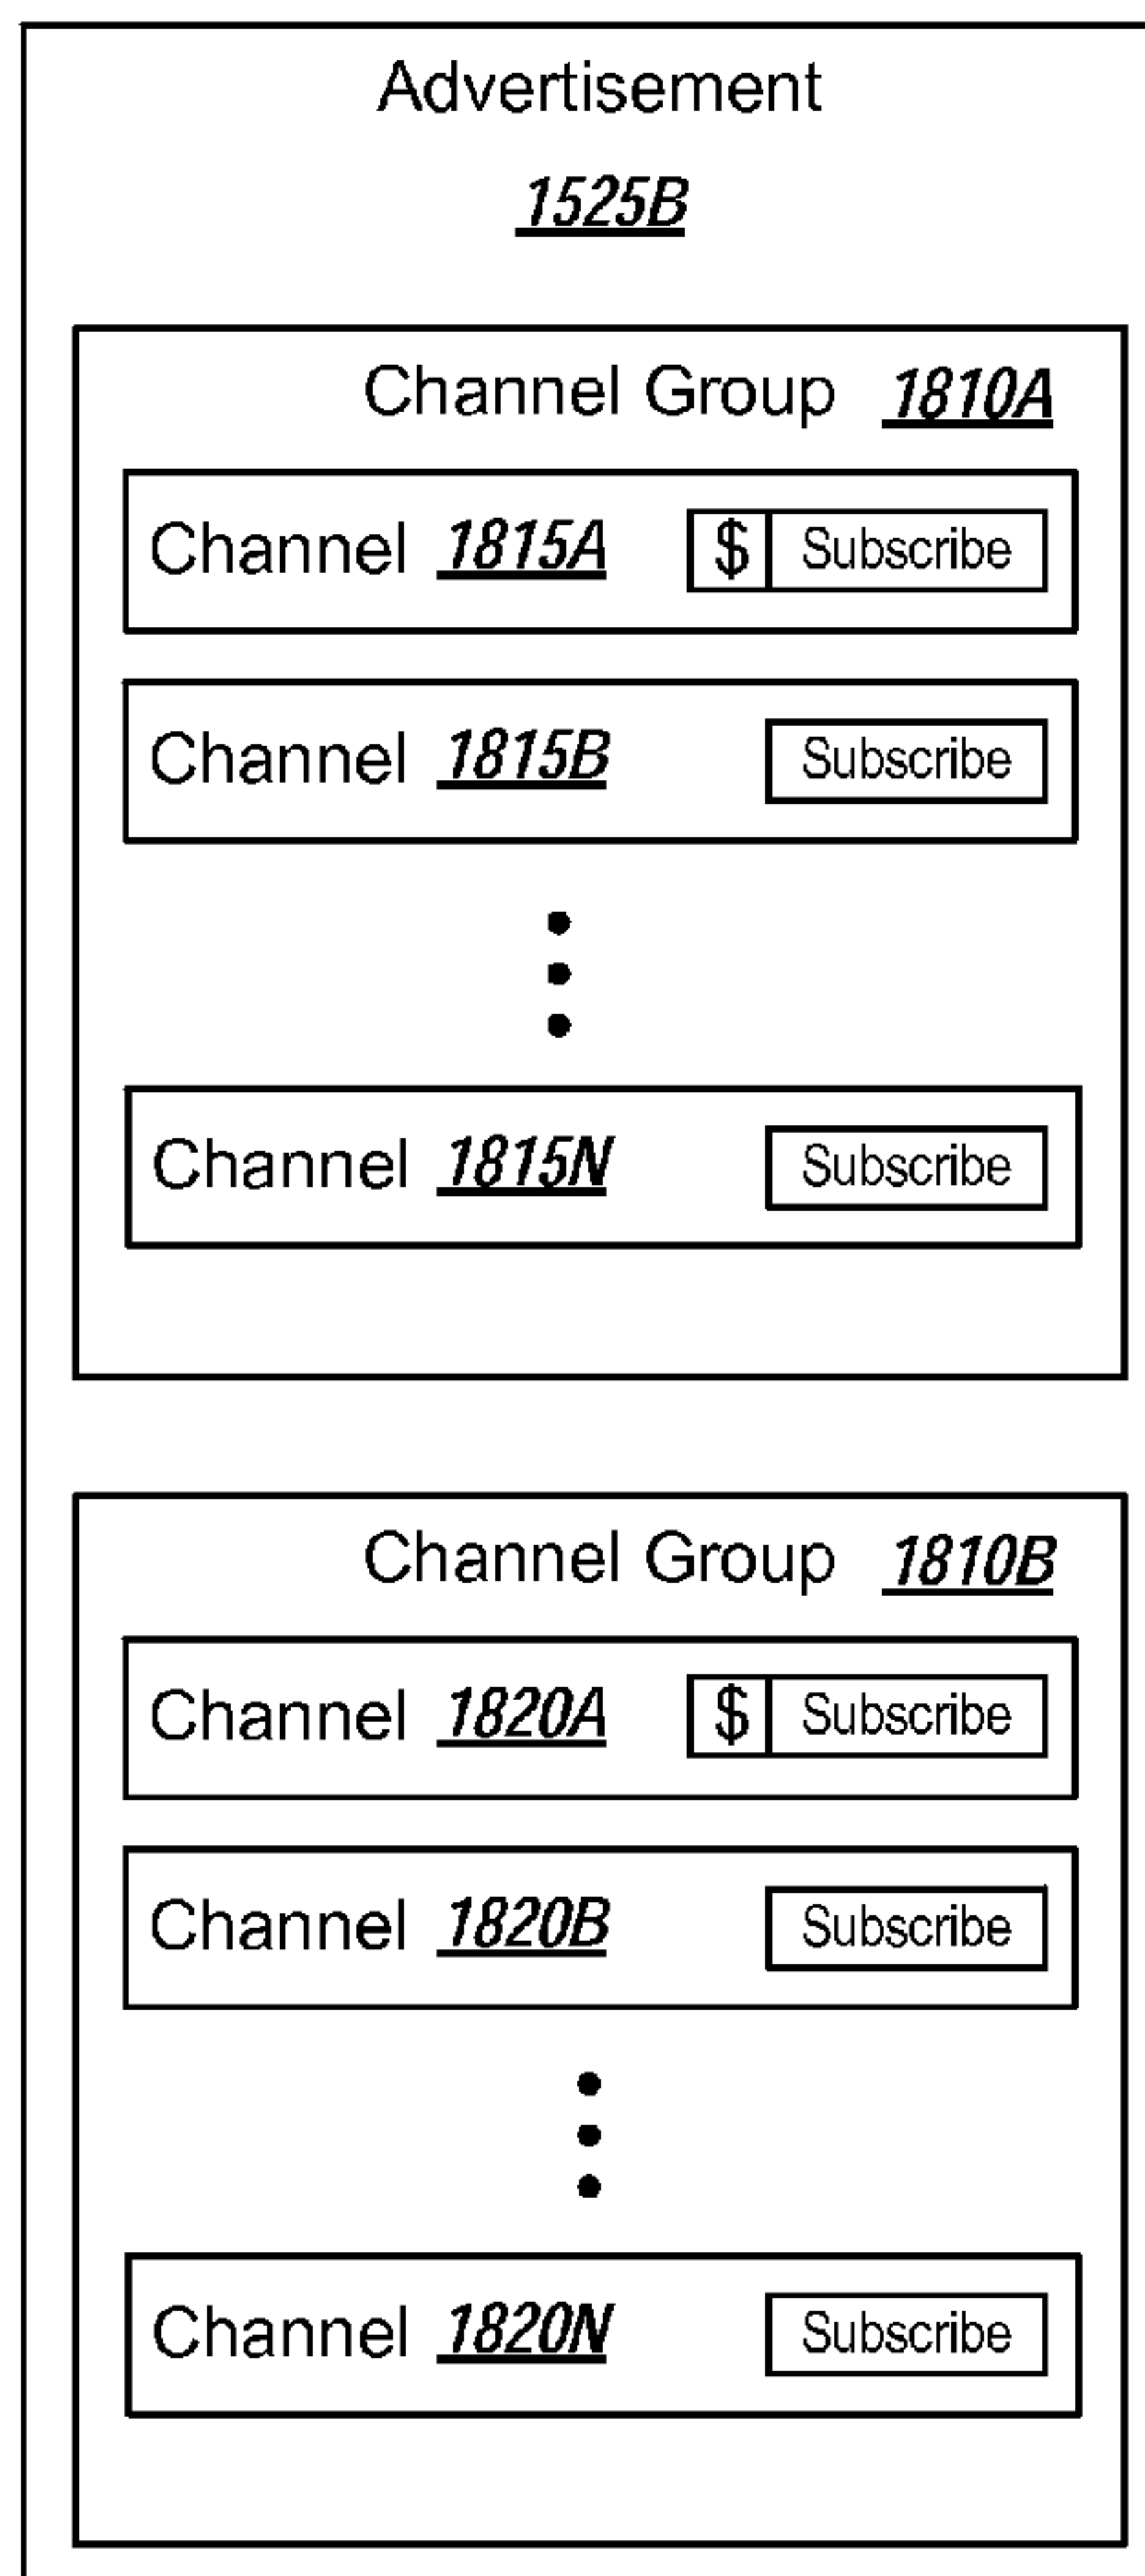 Advertisement
1525B
Channel Group 1810A
Channel 1815A $ Subscribe
Channel 1815B Subscribe
Channel 1815N Subscribe
Channel Group 1810B
Channel 1820A $ Subscribe
Channel 1820B Subscribe
Channel 1820N Subscribe